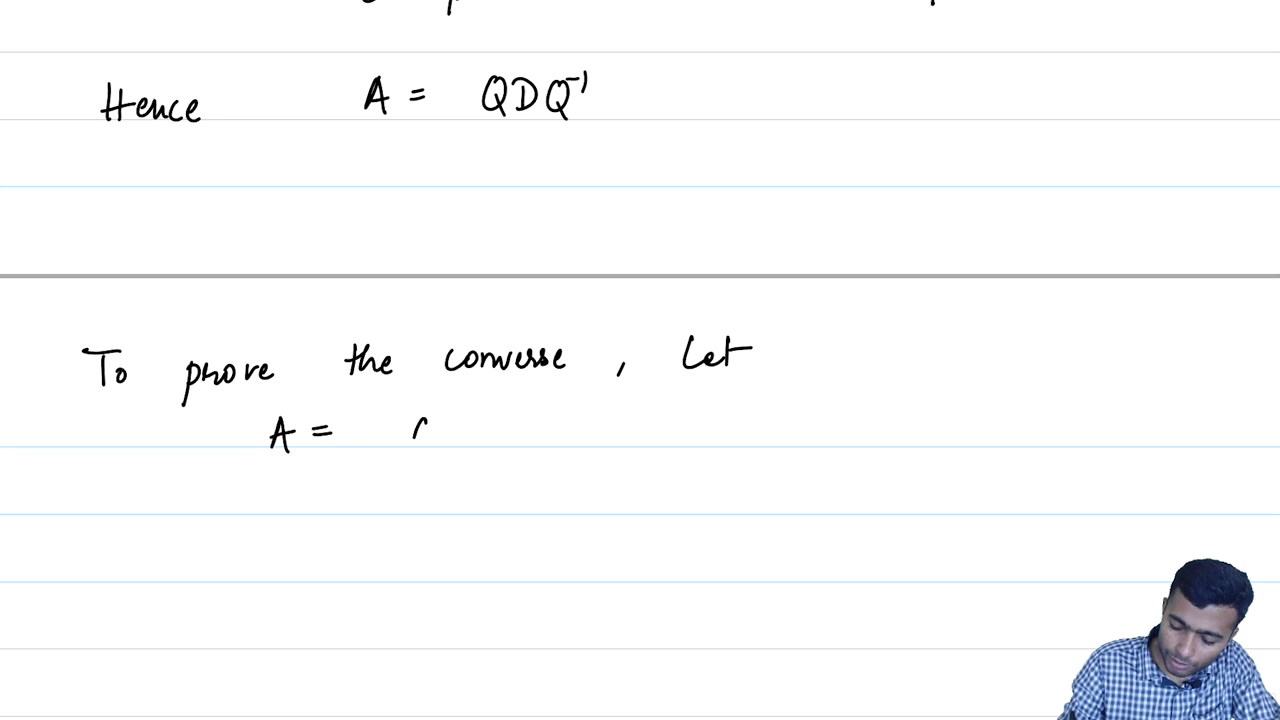 Hence A = QDQ⁻¹
To prove the converse , Let
A =